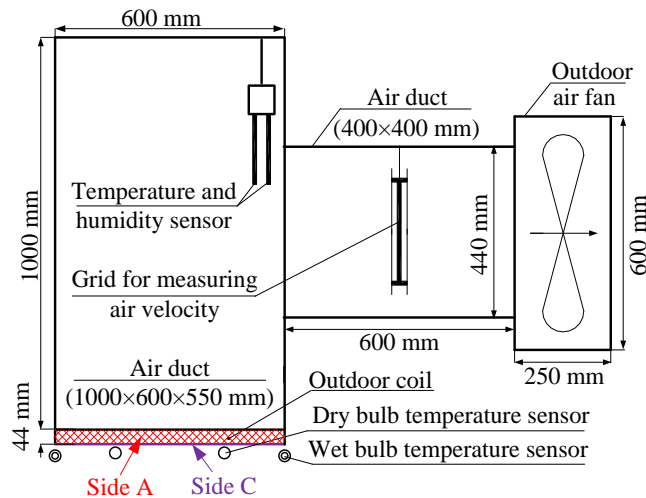 600 mm
Outdoor
air fan
Air duct
(400×400 mm)
Temperature and
humidity sensor
1000 mm
440 mm
600 mm
Grid for measuring
air velocity
600 mm
250 mm
Air duct
(1000×600×550 mm)
Outdoor coil
44 mm
Dry bulb temperature sensor
Wet bulb temperature sensor
Side A
Side C